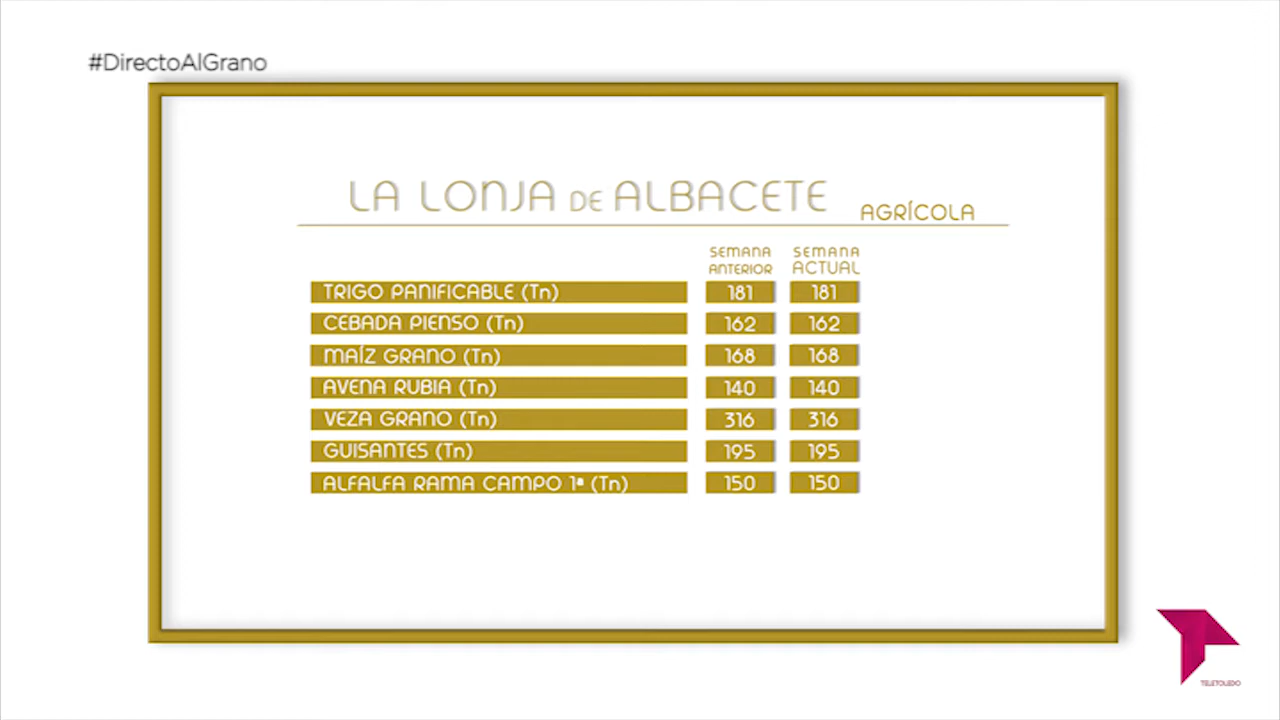 #DirectoAlGrano
LA LONJA DE ALBACETE AGRÍCOLA
SEMANA ANTERIOR SEMANA ACTUAL
TRIGO PANIFICABLE (Tn) 181 181
CEBADA PIENSO (Tn) 162 162
MAÍZ GRANO (Tn) 168 168
AVENA RUBIA (Tn) 140 140
VEZA GRANO (Tn) 316 316
GUISANTES (Tn) 195 195
ALFALFA RAMA CAMPO 1ª (Tn) 150 150
TELETOLEDO